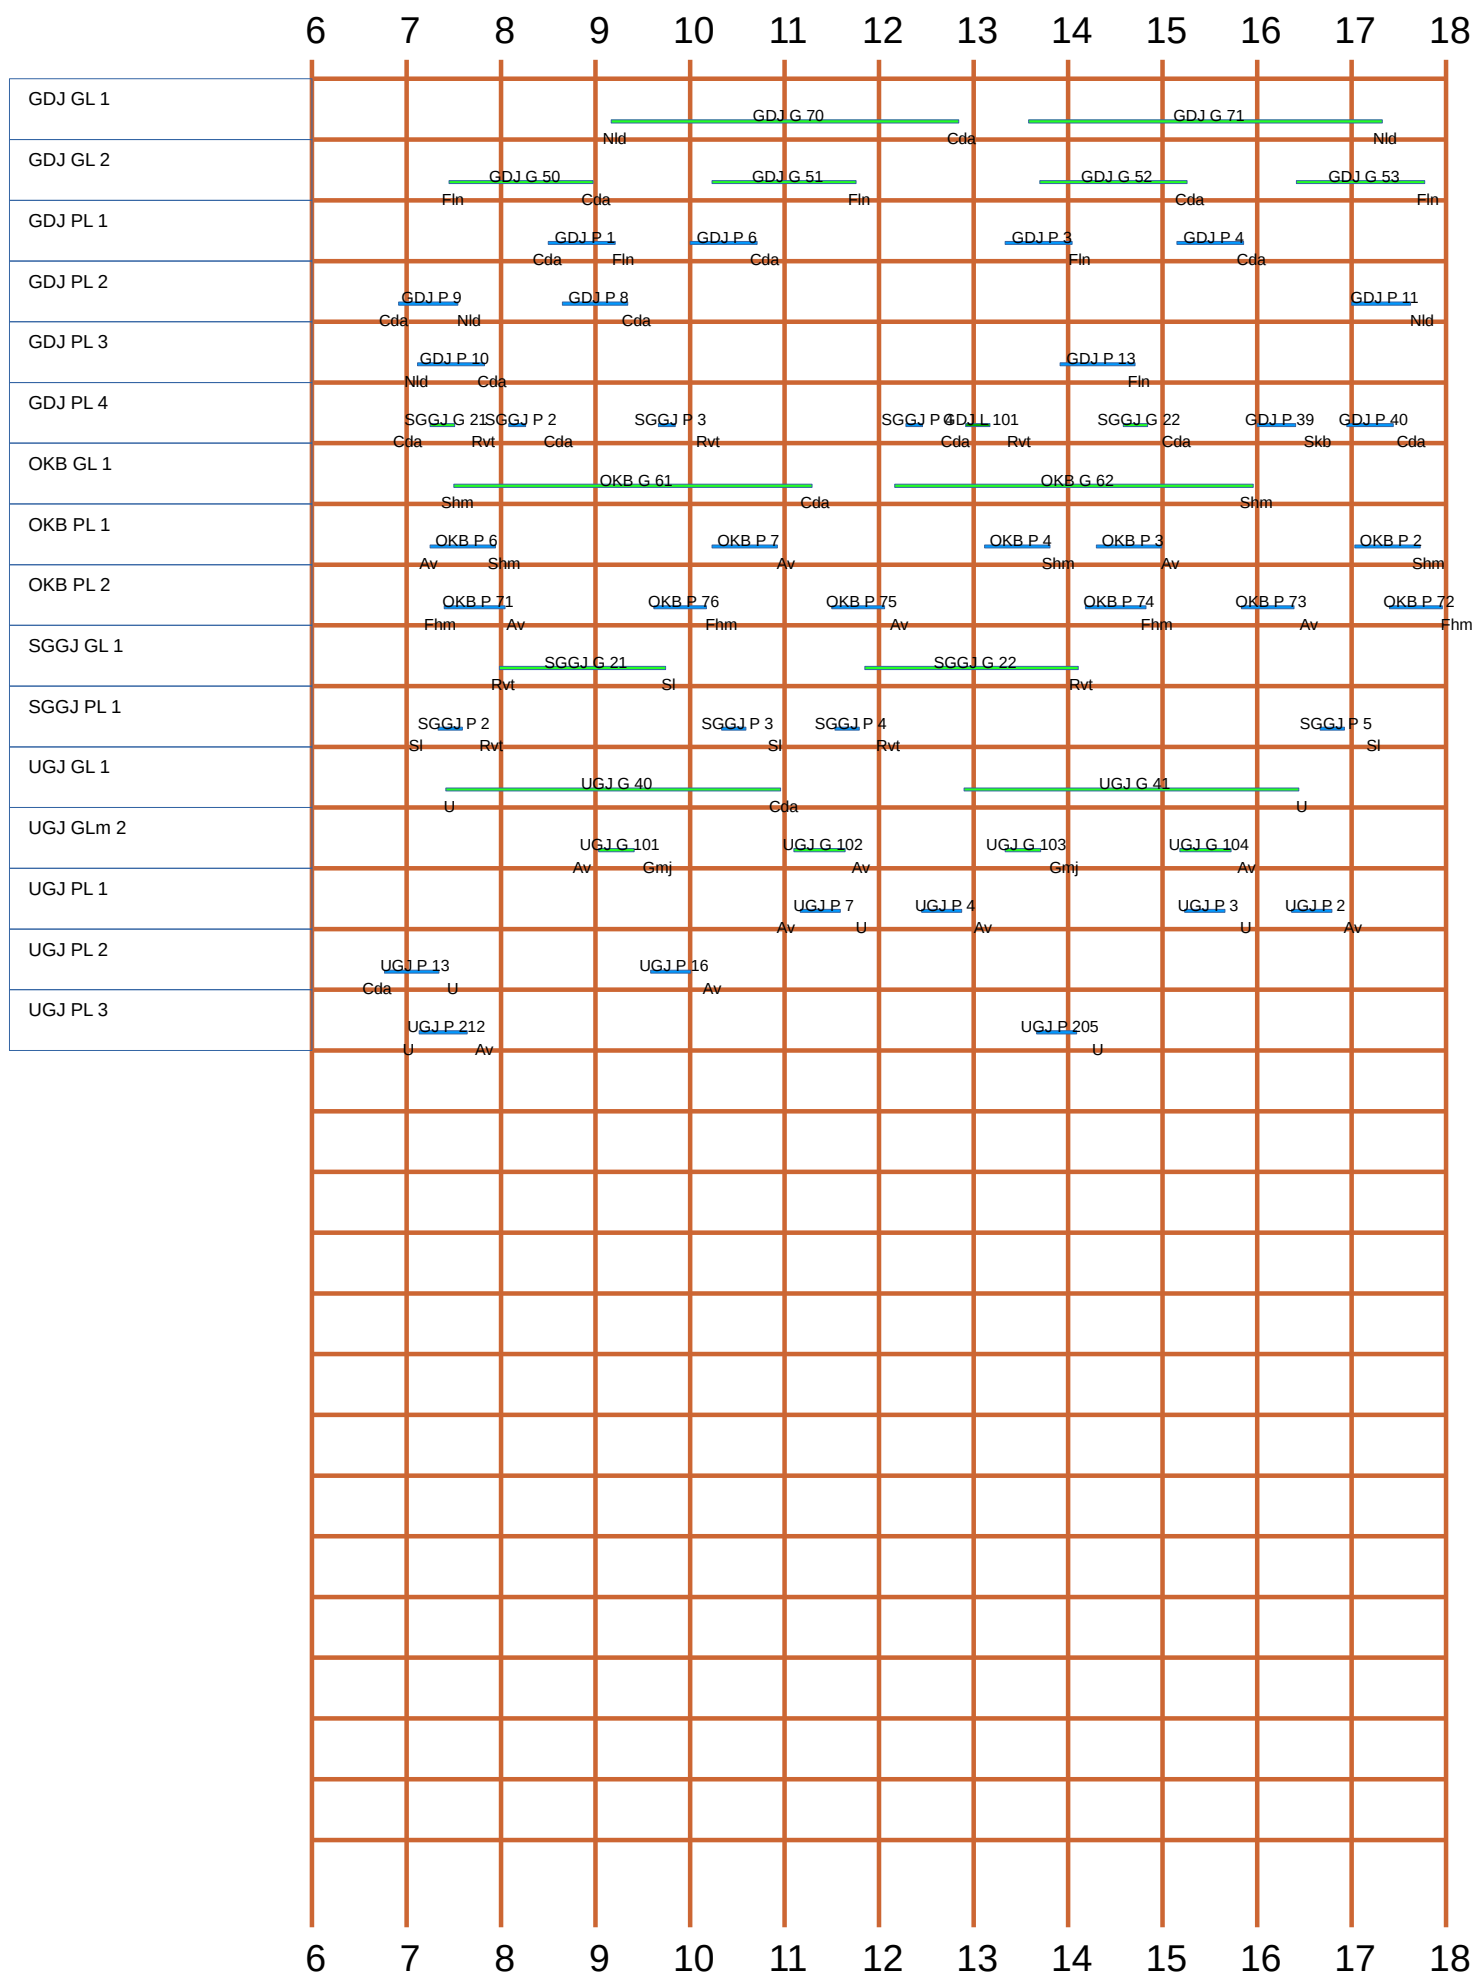 6 7 8 9 10 11 12 13 14 15 16 17 18
GDJ GL 1
GDJ G 70 GDJ G 71
Nld Cda Nld
GDJ GL 2
GDJ G 50 GDJ G 51 GDJ G 52 GDJ G 53
Fln Cda Fln Cda Fln
GDJ PL 1
GDJ P 1 GDJ P 6 GDJ P 3 GDJ P 4
Cda Fln Cda Fln Cda
GDJ PL 2
GDJ P 9 GDJ P 8 GDJ P 11
Cda Nld Cda Nld
GDJ PL 3
GDJ P 10 GDJ P 13
Nld Cda Fln
GDJ PL 4
SGGJ G 21 SGGJ P 2 SGGJ P 3 SGGJ P 4 GDJ L 101 SGGJ G 22 GDJ P 39 GDJ P 40
Cda Rvt Cda Rvt Cda Rvt Cda Skb Cda
OKB GL 1
OKB G 61 OKB G 62
Shm Cda Shm
OKB PL 1
OKB P 6 OKB P 7 OKB P 4 OKB P 3 OKB P 2
Av Shm Av Shm Av Shm
OKB PL 2
OKB P 71 OKB P 76 OKB P 75 OKB P 74 OKB P 73 OKB P 72
Fhm Av Fhm Av Fhm Av Fhm
SGGJ GL 1
SGGJ G 21 SGGJ G 22
Rvt Sl Rvt
SGGJ PL 1
SGGJ P 2 SGGJ P 3 SGGJ P 4 SGGJ P 5
Sl Rvt Sl Rvt Sl
UGJ GL 1
UGJ G 40 UGJ G 41
U Cda U
UGJ GLm 2
UGJ G 101 UGJ G 102 UGJ G 103 UGJ G 104
Av Gmj Av Gmj Av
UGJ PL 1
UGJ P 7 UGJ P 4 UGJ P 3 UGJ P 2
Av U Av U Av
UGJ PL 2
UGJ P 13 UGJ P 16
Cda U Av
UGJ PL 3
UGJ P 212 UGJ P 205
U Av U
6 7 8 9 10 11 12 13 14 15 16 17 18